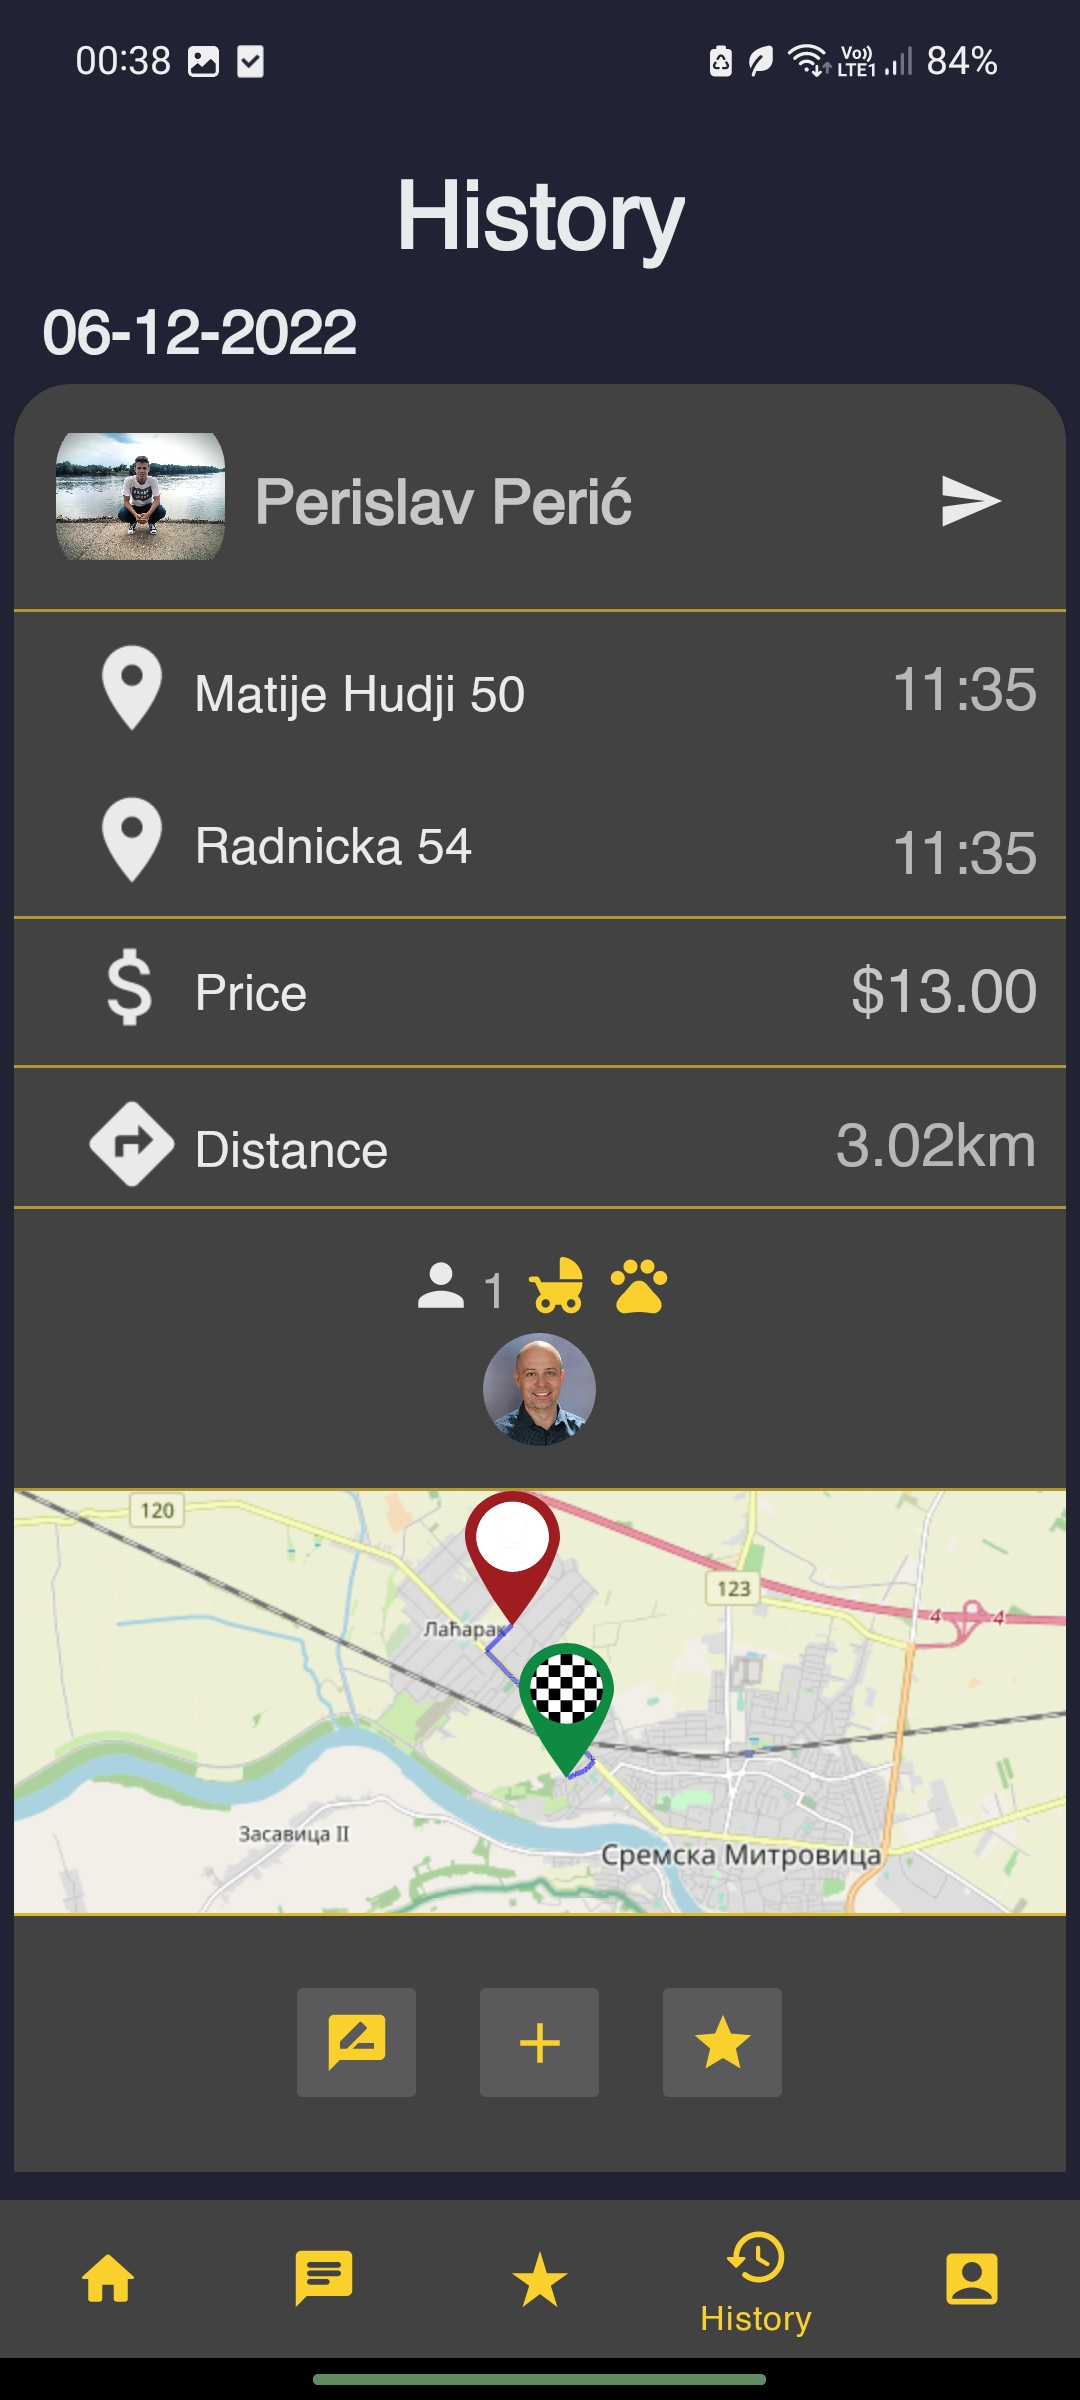 00:38
Vo)) LTE1 84%
History
06-12-2022
Perislav Perić
Matije Hudji 50 11:35
Radnicka 54 11:35
Price $13.00
Distance 3.02km
1
120
123
4 4
Лаћарак
Засавица II
Сремска Митровица
History